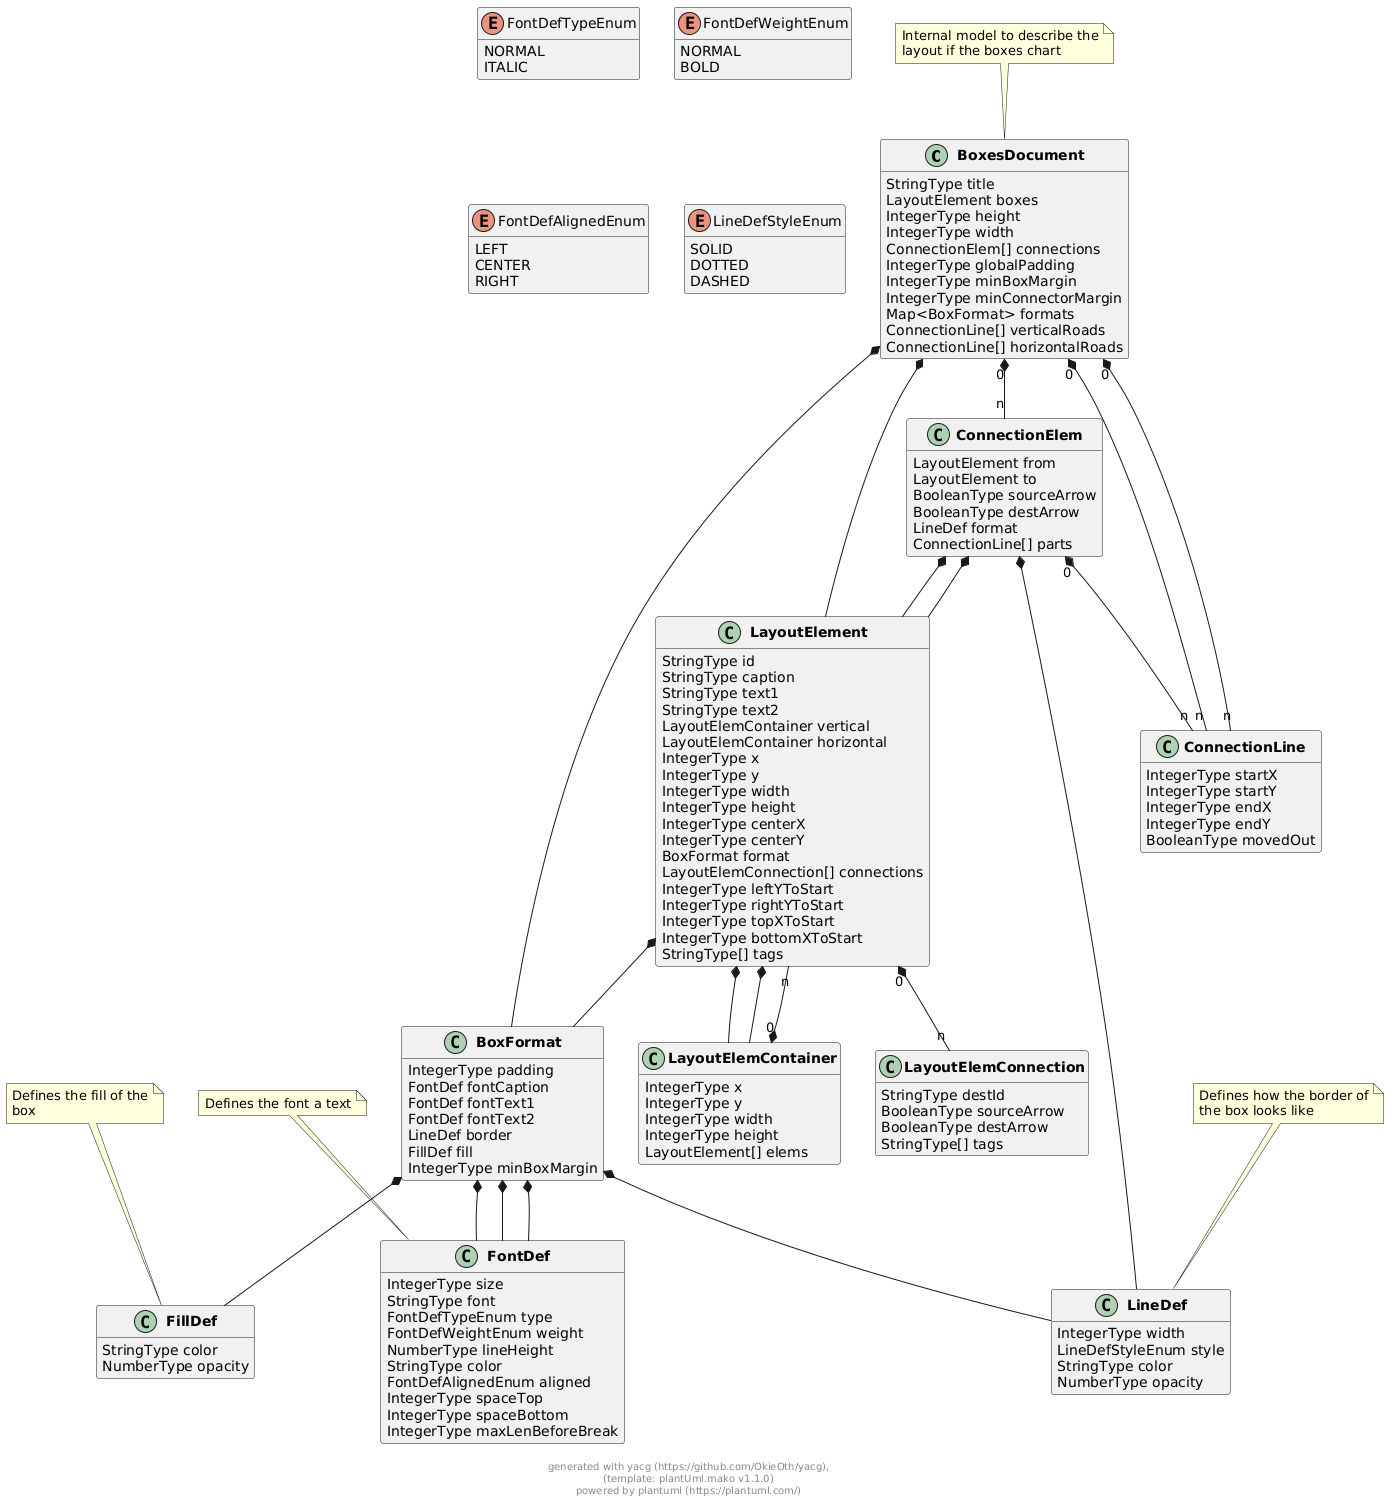 E FontDefTypeEnum
NORMAL
ITALIC
E FontDefWeightEnum
NORMAL
BOLD
Internal model to describe the
layout if the boxes chart
C BoxesDocument
StringType title
LayoutElement boxes
IntegerType height
IntegerType width
ConnectionElem[] connections
IntegerType globalPadding
IntegerType minBoxMargin
IntegerType minConnectorMargin
Map<BoxFormat> formats
ConnectionLine[] verticalRoads
ConnectionLine[] horizontalRoads
E FontDefAlignedEnum
LEFT
CENTER
RIGHT
E LineDefStyleEnum
SOLID
DOTTED
DASHED
0
0
0
n
C ConnectionElem
LayoutElement from
LayoutElement to
BooleanType sourceArrow
BooleanType destArrow
LineDef format
ConnectionLine[] parts
0
C LayoutElement
StringType id
StringType caption
StringType text1
StringType text2
LayoutElemContainer vertical
LayoutElemContainer horizontal
IntegerType x
IntegerType y
IntegerType width
IntegerType height
IntegerType centerX
IntegerType centerY
BoxFormat format
LayoutElemConnection[] connections
IntegerType leftYToStart
IntegerType rightYToStart
IntegerType topXToStart
IntegerType bottomXToStart
StringType[] tags
n
n
n
C ConnectionLine
IntegerType startX
IntegerType startY
IntegerType endX
IntegerType endY
BooleanType movedOut
n
0
0
n
C BoxFormat
IntegerType padding
FontDef fontCaption
FontDef fontText1
FontDef fontText2
LineDef border
FillDef fill
IntegerType minBoxMargin
C LayoutElemContainer
IntegerType x
IntegerType y
IntegerType width
IntegerType height
LayoutElement[] elems
C LayoutElemConnection
StringType destId
BooleanType sourceArrow
BooleanType destArrow
StringType[] tags
Defines the fill of the
box
Defines the font a text
Defines how the border of
the box looks like
C FillDef
StringType color
NumberType opacity
C FontDef
IntegerType size
StringType font
FontDefTypeEnum type
FontDefWeightEnum weight
NumberType lineHeight
StringType color
FontDefAlignedEnum aligned
IntegerType spaceTop
IntegerType spaceBottom
IntegerType maxLenBeforeBreak
C LineDef
IntegerType width
LineDefStyleEnum style
StringType color
NumberType opacity
generated with yacg (https://github.com/OkieOth/yacg),
(template: plantUml.mako v1.1.0)
powered by plantuml (https://plantuml.com/)